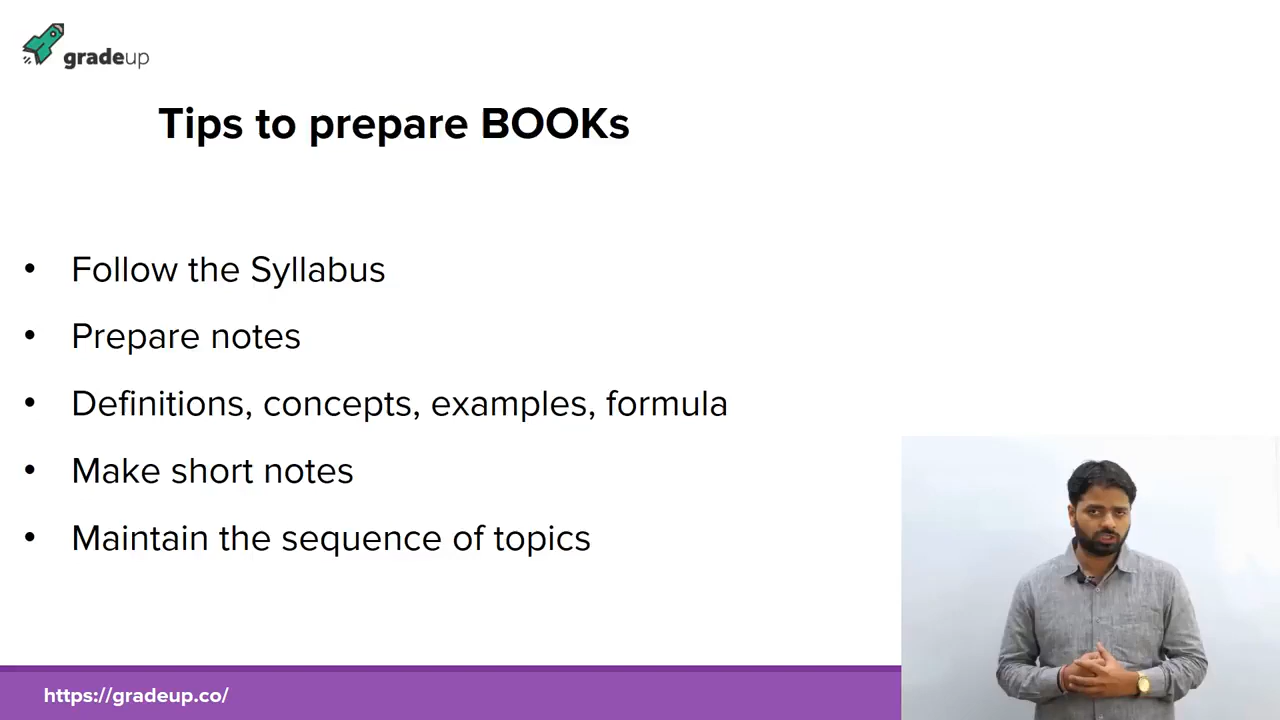 gradeup
Tips to prepare BOOKs
• Follow the Syllabus
• Prepare notes
• Definitions, concepts, examples, formula
• Make short notes
• Maintain the sequence of topics
https://gradeup.co/